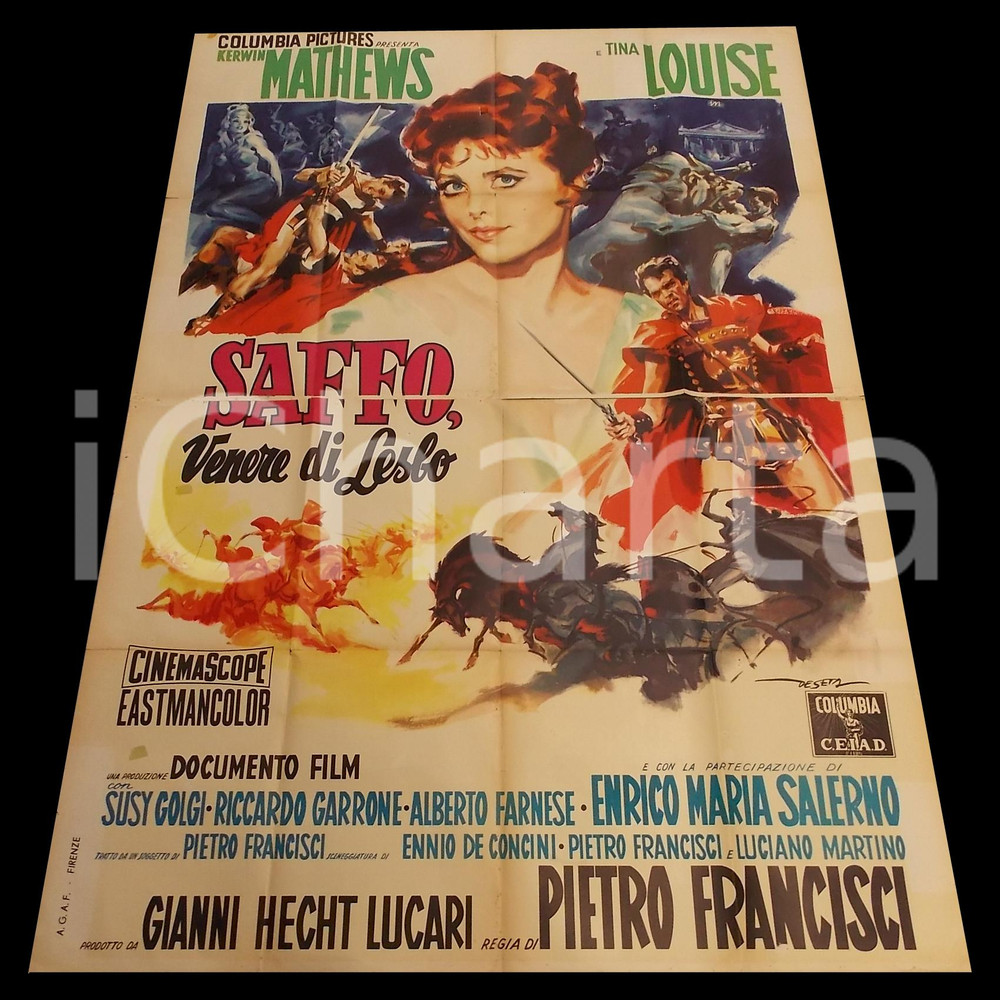 COLUMBIA PICTURES PRESENTA
KERWIN MATHEWS
E TINA LOUISE
SAFFO,
Venere di Lesbo
iCharta
CINEMASCOPE
EASTMANCOLOR
DESETA
COLUMBIA
C.E.I.A.D.
UNA PRODUZIONE DOCUMENTO FILM
E CON LA PARTECIPAZIONE DI
con
SUSY GOLGI · RICCARDO GARRONE · ALBERTO FARNESE · ENRICO MARIA SALERNO
TRATTO DA UN SOGGETTO DI PIETRO FRANCISCI SCENEGGIATURA DI ENNIO DE CONCINI · PIETRO FRANCISCI E LUCIANO MARTINO
PRODOTTO DA GIANNI HECHT LUCARI REGIA DI PIETRO FRANCISCI
A.G.A.F. - FIRENZE